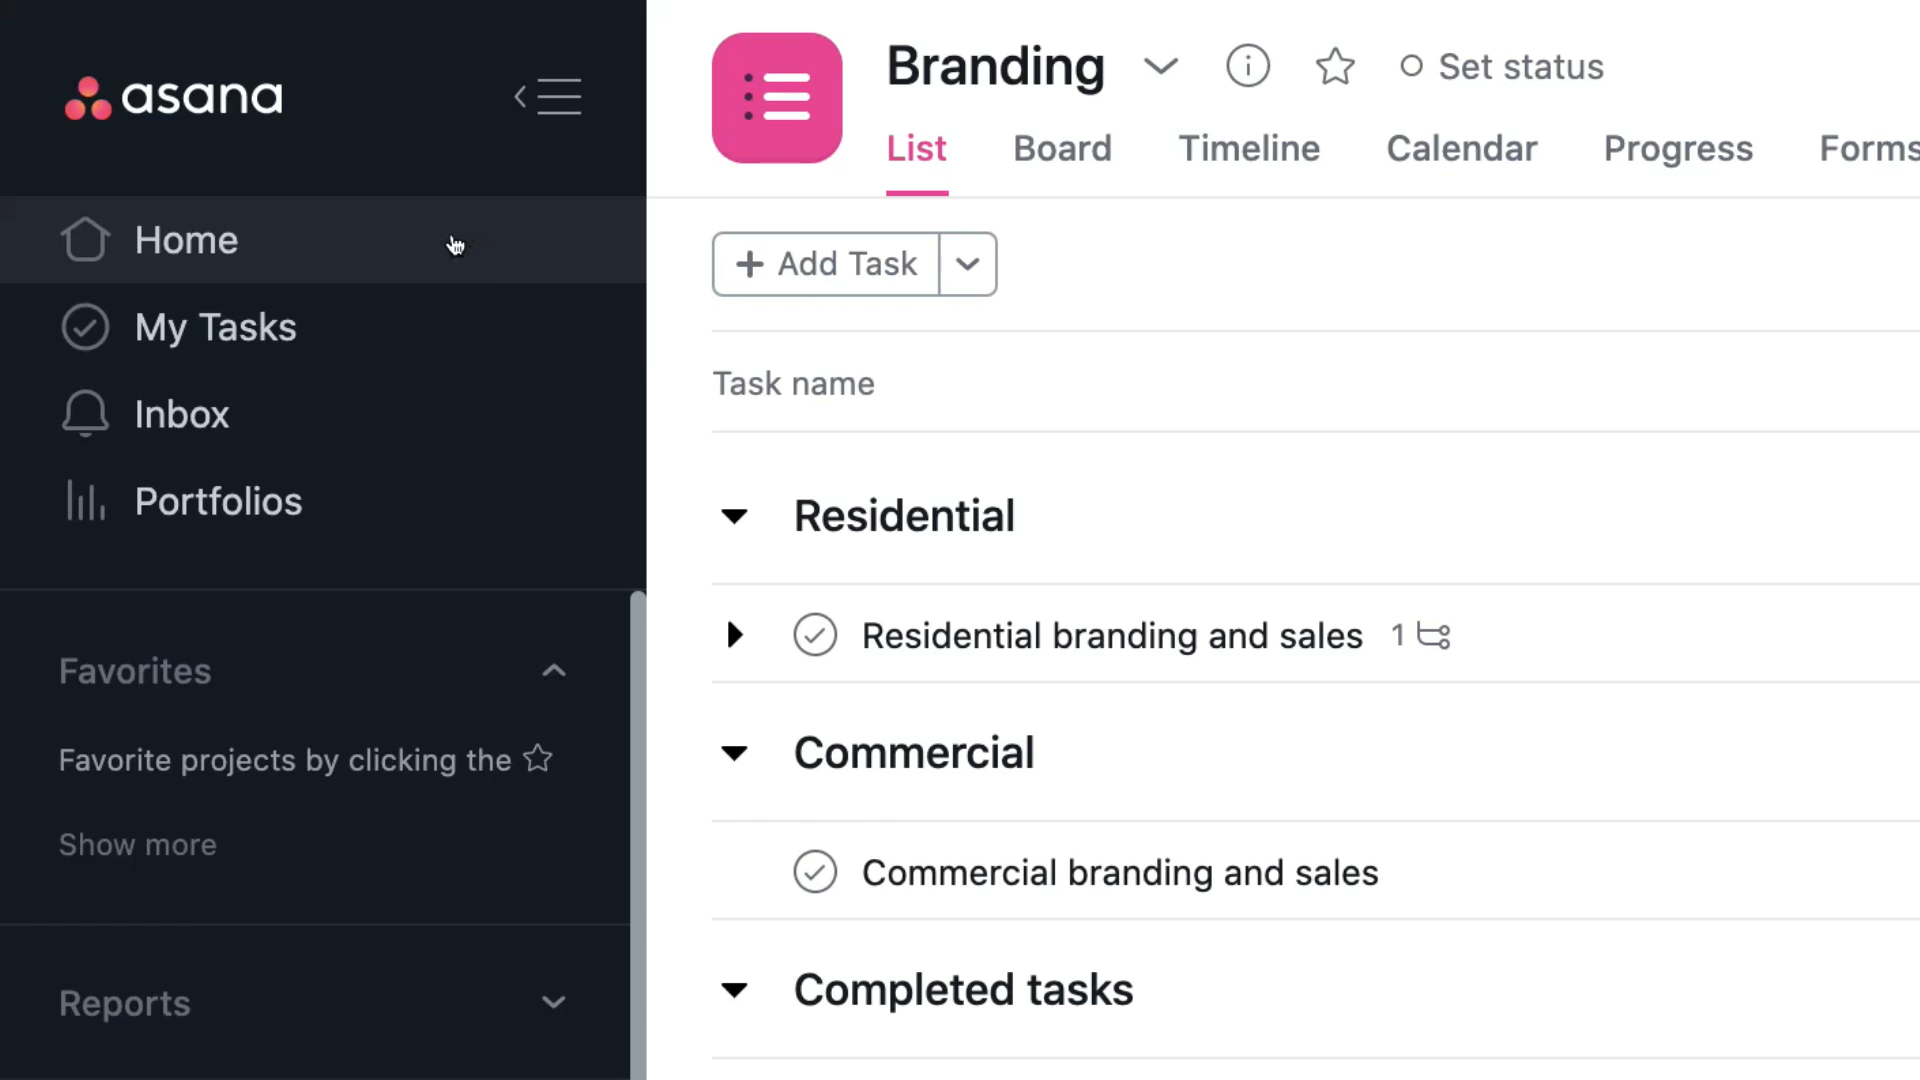 asana
Home
My Tasks
Inbox
Portfolios
Favorites
Favorite projects by clicking the
Show more
Reports
Branding
Set status
List Board Timeline Calendar Progress Forms
+ Add Task
Task name
Residential
Residential branding and sales 1
Commercial
Commercial branding and sales
Completed tasks